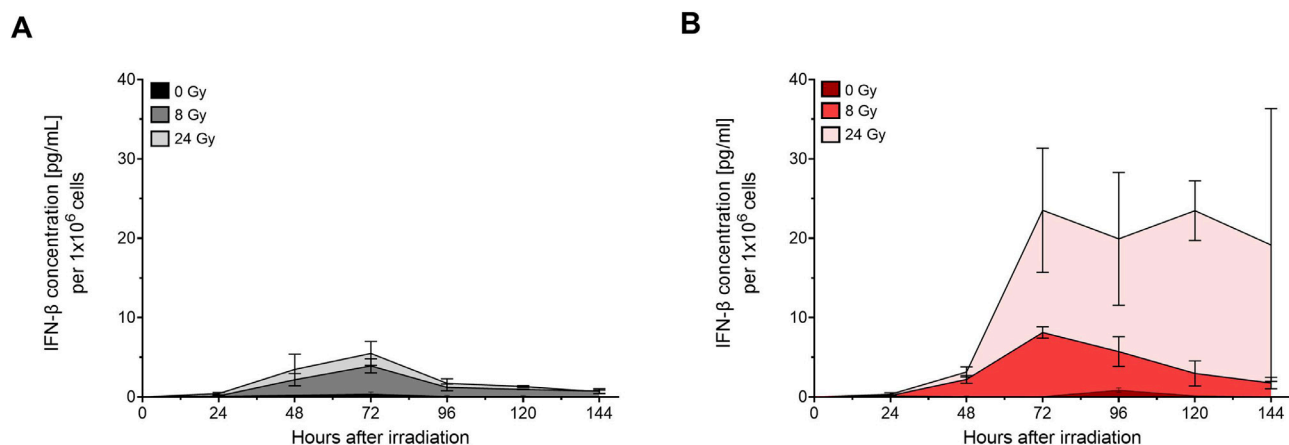 A
IFN-β concentration [pg/mL]
per 1x10⁶ cells
40
30
20
10
0
0 Gy
8 Gy
24 Gy
0 24 48 72 96 120 144
Hours after irradiation
B
IFN-β concentration [pg/ml]
per 1x10⁶ cells
40
30
20
10
0
0 Gy
8 Gy
24 Gy
0 24 48 72 96 120 144
Hours after irradiation